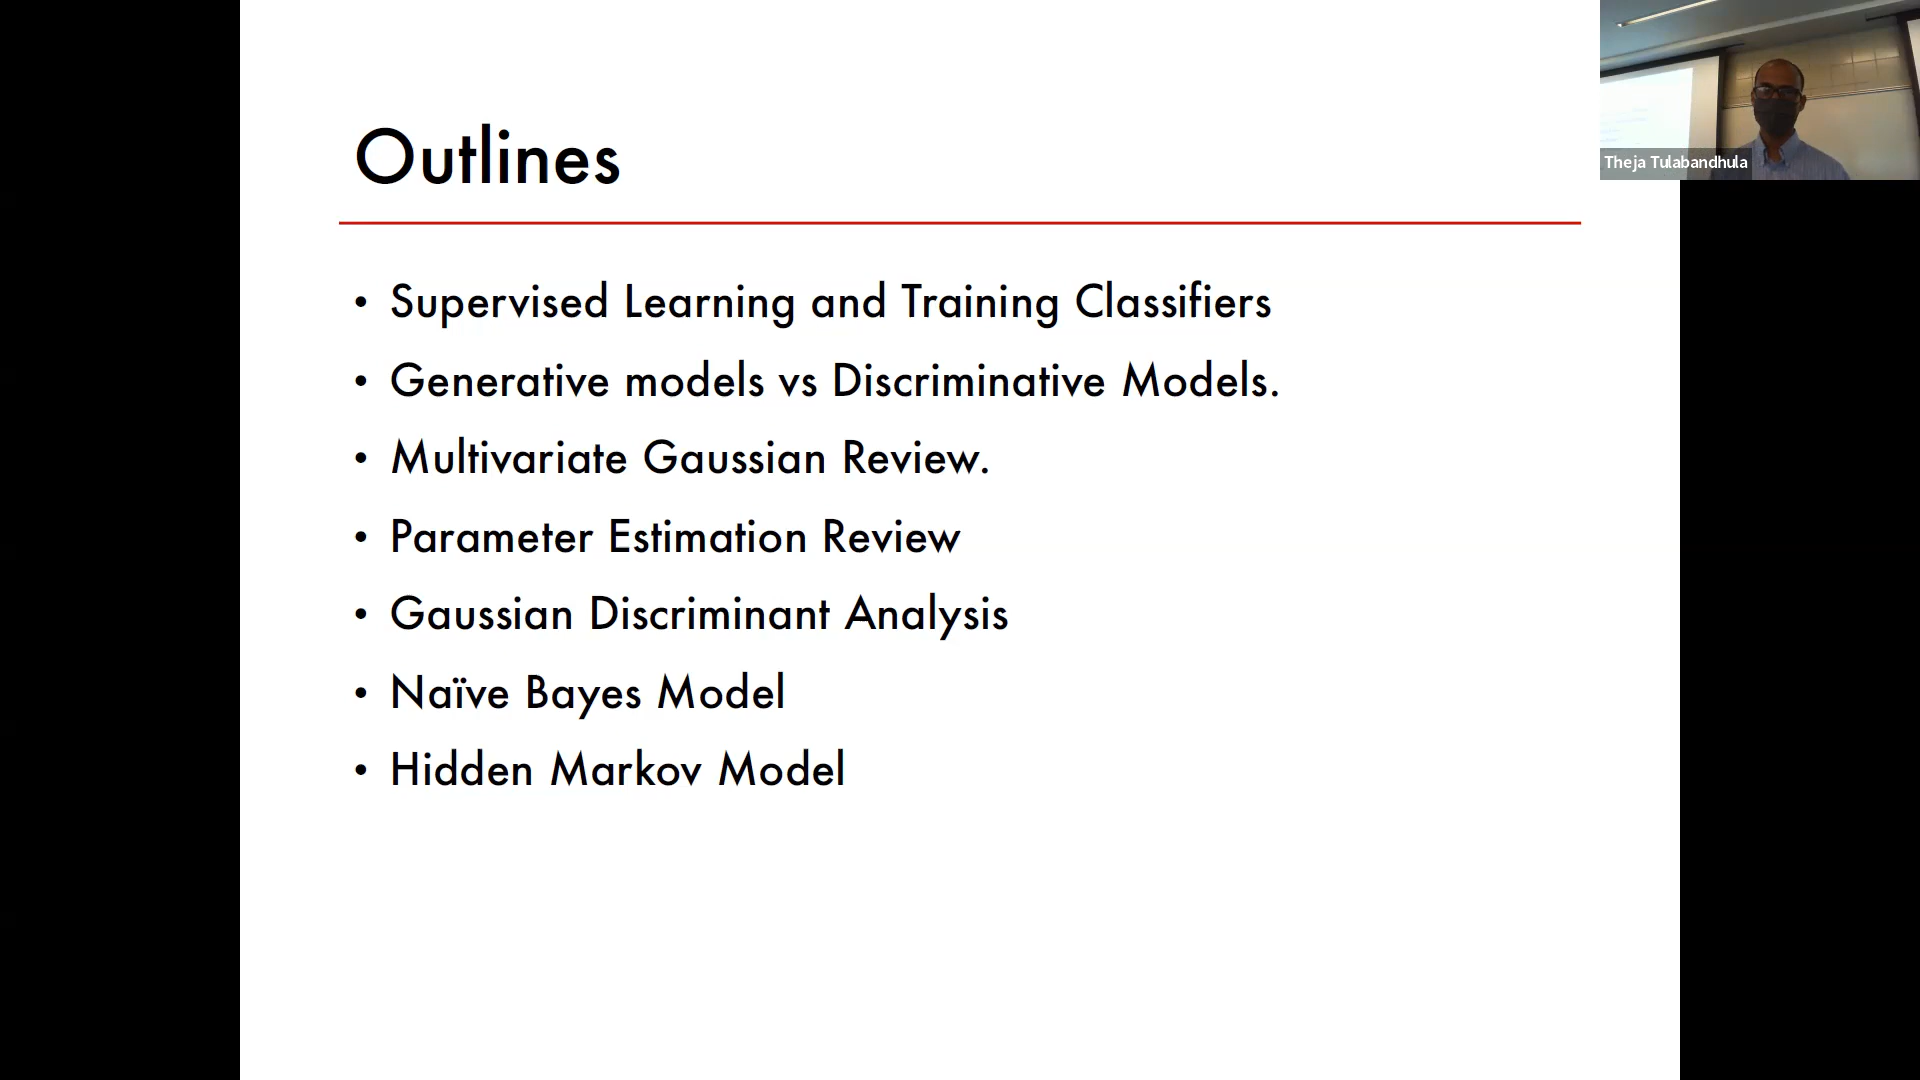 Outlines
• Supervised Learning and Training Classifiers
• Generative models vs Discriminative Models.
• Multivariate Gaussian Review.
• Parameter Estimation Review
• Gaussian Discriminant Analysis
• Naïve Bayes Model
• Hidden Markov Model
Theja Tulabandhula